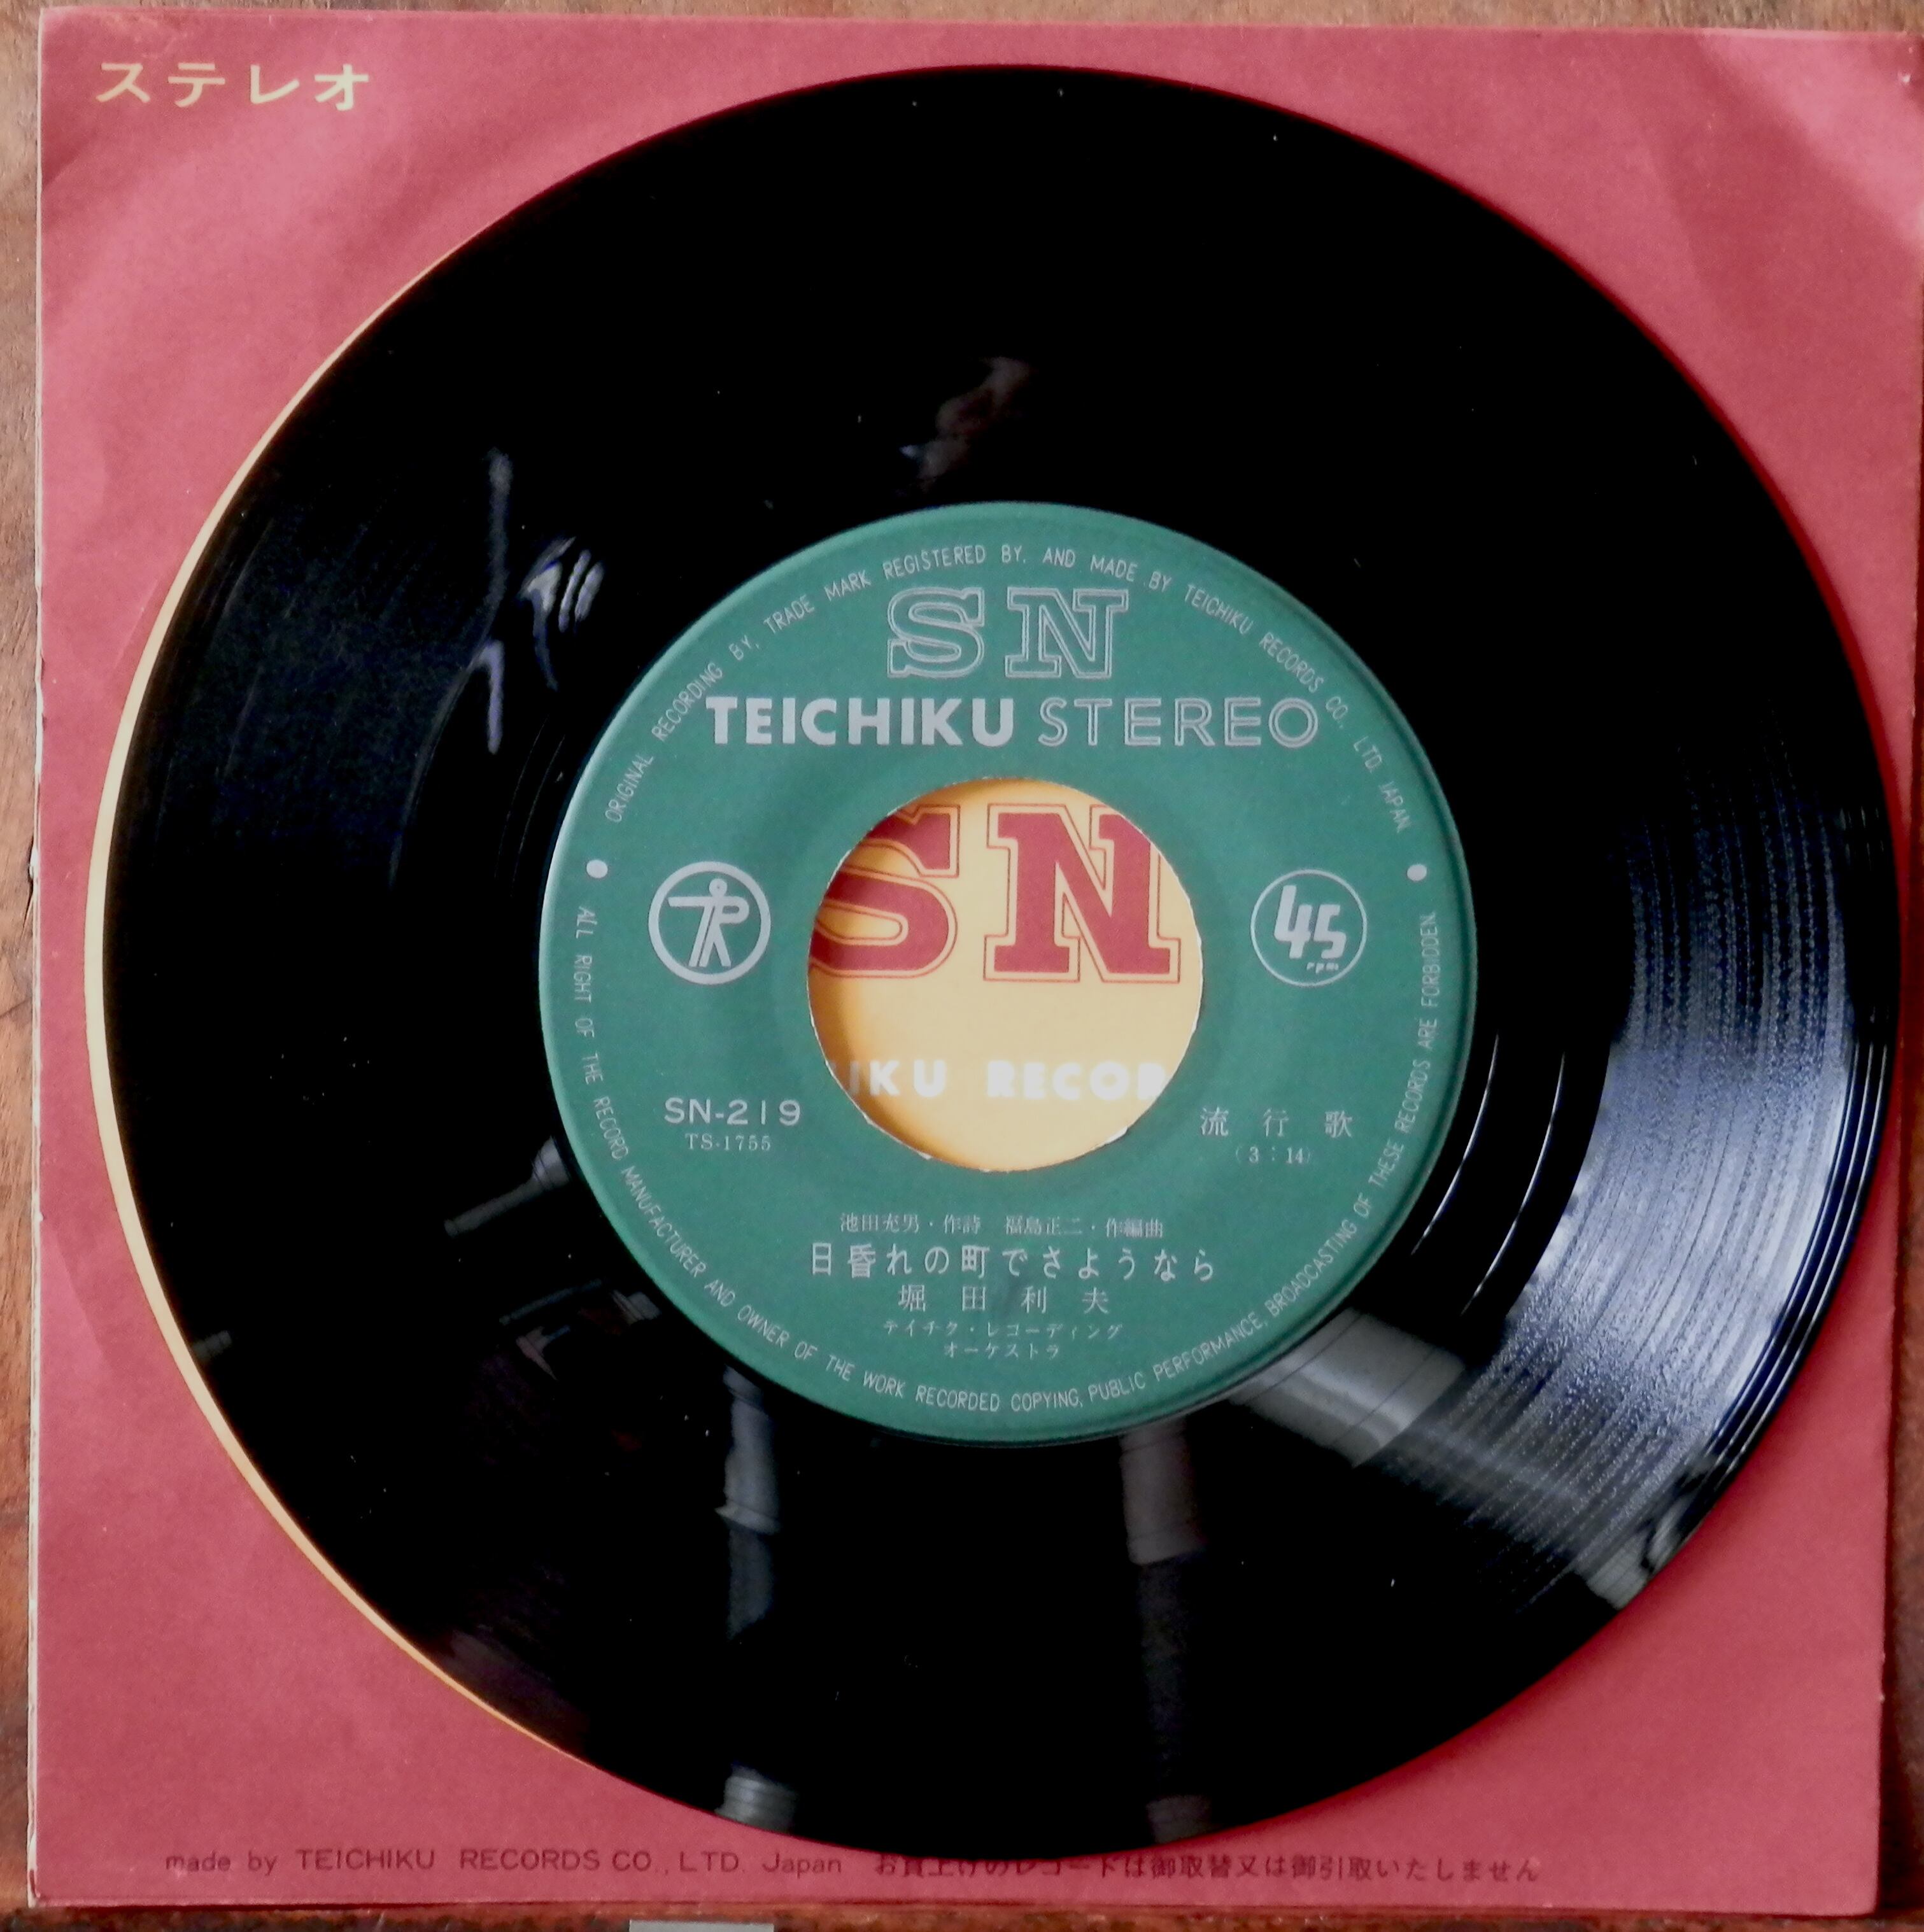 ステレオ
ORIGINAL RECORDING BY, TRADE MARK REGISTERED BY, AND MADE BY TEICHIKU RECORDS CO. LTD. JAPAN
SN
TEICHIKU STEREO
SN
45
rpm
IKU RECOR
SN-219
TS-1755
流行歌
(3:14)
池田充男・作詩 福島正二・作編曲
日昏れの町でさようなら
堀田利夫
テイチク・レコーディング
オーケストラ
ALL RIGHT OF THE RECORD MANUFACTURER AND OWNER OF THE WORK RECORDED COPYING, PUBLIC PERFORMANCE, BROADCASTING OF THESE RECORDS ARE FORBIDDEN.
made by TEICHIKU RECORDS CO., LTD. Japan お買上げのレコードは御取替又は御引取いたしません